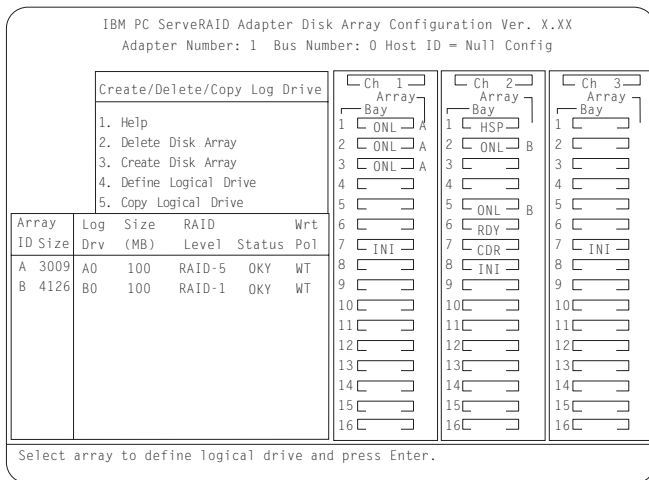 IBM PC ServeRAID Adapter Disk Array Configuration Ver. X.XX
Adapter Number: 1 Bus Number: 0 Host ID = Null Config
Create/Delete/Copy Log Drive
1. Help
2. Delete Disk Array
3. Create Disk Array
4. Define Logical Drive
5. Copy Logical Drive
Array Log Size RAID Wrt
ID Size Drv (MB) Level Status Pol
A 3009 A0 100 RAID-5 OKY WT
B 4126 B0 100 RAID-1 OKY WT
Ch 1
Array
Bay
1 ONL A
2 ONL A
3 ONL A
4
5
6
7 INI
8
9
10
11
12
13
14
15
16
Ch 2
Array
Bay
1 HSP
2 ONL B
3
4
5 ONL B
6 RDY
7 CDR
8 INI
9
10
11
12
13
14
15
16
Ch 3
Array
Bay
1
2
3
4
5
6
7 INI
8
9
10
11
12
13
14
15
16
Select array to define logical drive and press Enter.